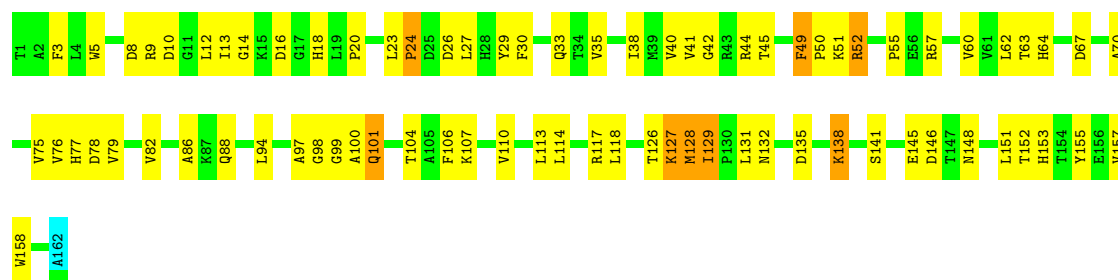 T1 A2 F3 L4 W5 D8 R9 D10 G11 L12 I13 G14 K15 D16 G17 H18 L19 P20 L23 P24 D25 D26 L27 H28 Y29 F30 Q33 T34 V35 I38 M39 V40 V41 G42 R43 R44 T45 F49 P50 K51 R52 P55 E56 R57 V60 V61 L62 T63 H64 D67 A70
V75 V76 H77 D78 V79 V82 A86 K87 Q88 L94 A97 G98 G99 A100 Q101 T104 A105 F106 K107 V110 L113 L114 R117 L118 T126 K127 M128 I129 P130 L131 N132 D135 K138 S141 E145 D146 T147 N148 L151 T152 H153 T154 Y155 E156 V157
W158 A162